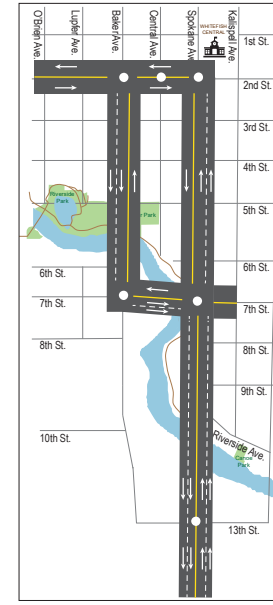 O'Brien Ave.
Lupfer Ave.
Baker Ave.
Central Ave.
Spokane Ave.
Kalispell Ave.
WHITEFISH
CENTRAL
1st St.
2nd St.
3rd St.
4th St.
5th St.
Riverside
Park
Park
6th St.
6th St.
7th St.
7th St.
8th St.
8th St.
9th St.
10th St.
Riverside Ave.
Canoe
Park
13th St.